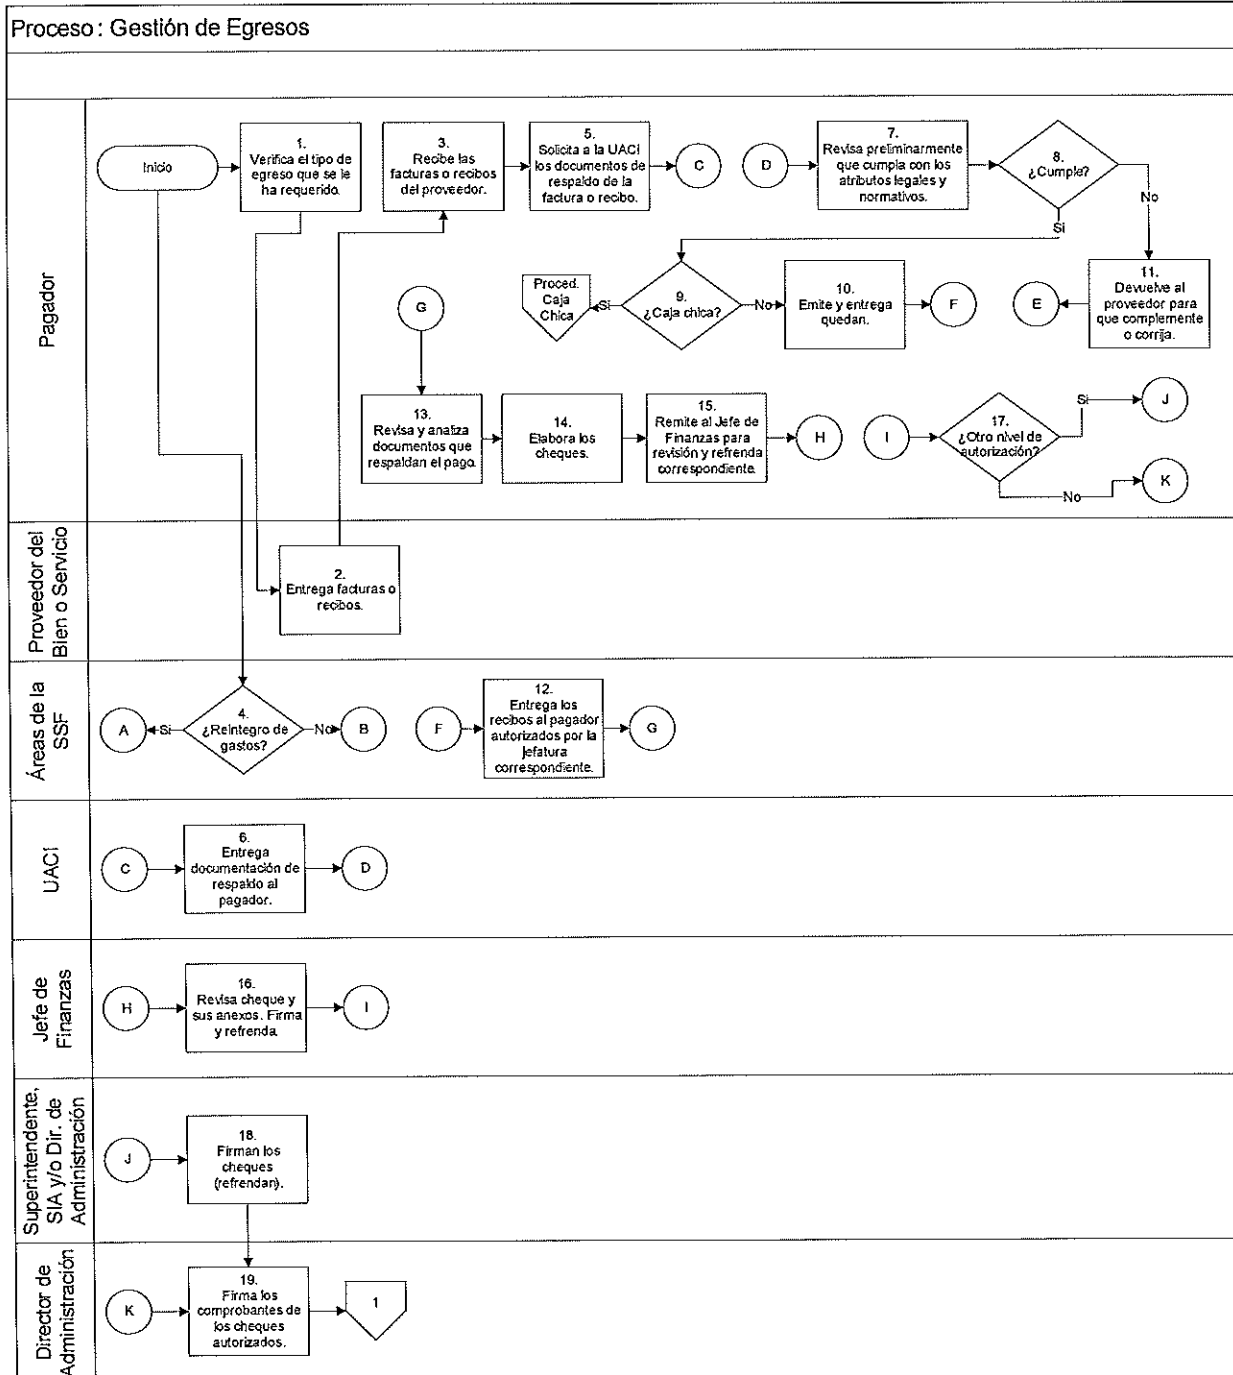 Proceso: Gestión de Egresos
Pagador
Inicio
1.
Verifica el tipo de
egreso que se le
ha requerido.
3.
Recibe las
facturas o recibos
del proveedor.
5.
Solicita a la UACI
los documentos de
respaldo de la
factura o recibo.
C
D
7.
Revisa preliminarmente
que cumpla con los
atributos legales y
normativos.
8.
¿Cumple?
No
Si
Proced.
Caja
Chica
Si
9.
¿Caja chica?
No
10.
Emite y entrega
quedan.
F
E
11.
Devuelve al
proveedor para
que complemente
o corrija.
G
13.
Revisa y analiza
documentos que
respaldan el pago.
14.
Elabora los
cheques.
15.
Remite al Jefe de
Finanzas para
revisión y refrenda
correspondiente.
H
I
17.
¿Otro nivel de
autorización?
Si
J
No
K
Proveedor del
Bien o Servicio
2.
Entrega facturas o
recibos.
Áreas de la
SSF
A
Si
4.
¿Reintegro de
gastos?
No
B
F
12.
Entrega los
recibos al pagador
autorizados por la
jefatura
correspondiente.
G
UACI
C
6.
Entrega
documentación de
respaldo al
pagador.
D
Jefe de
Finanzas
H
16.
Revisa cheque y
sus anexos. Firma
y refrenda.
I
Superintendente,
SIA y/o Dir. de
Administración
J
18.
Firman los
cheques
(refrendan).
Director de
Administración
K
19.
Firma los
comprobantes de
los cheques
autorizados.
1